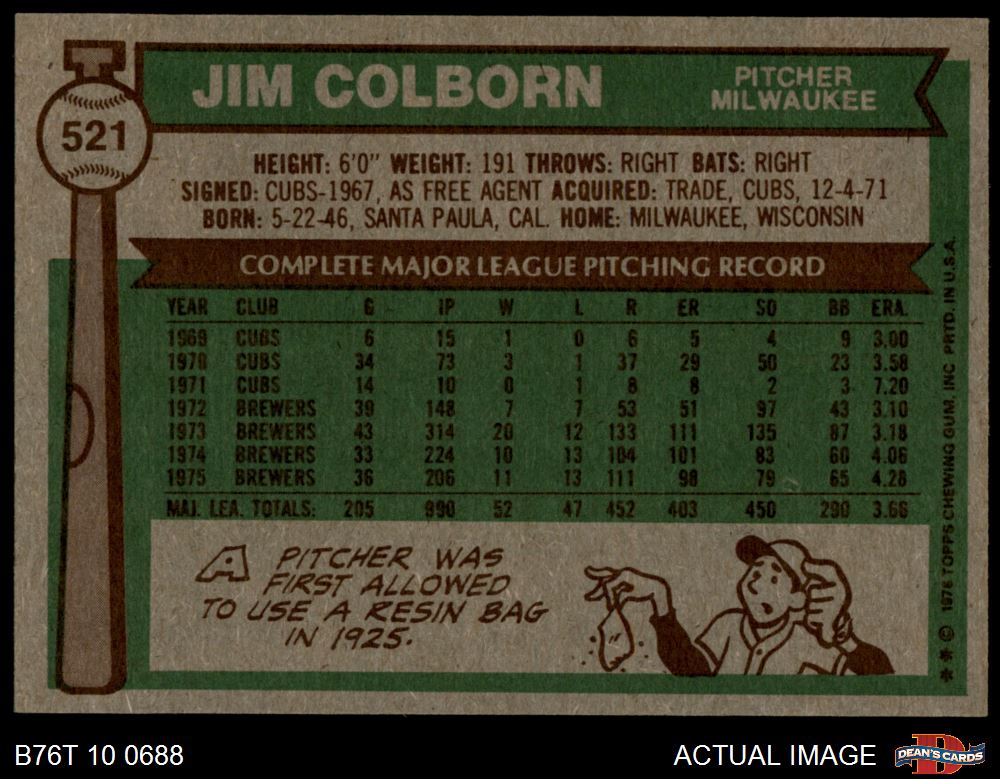 JIM COLBORN
PITCHER
MILWAUKEE
521
HEIGHT: 6'0" WEIGHT: 191 THROWS: RIGHT BATS: RIGHT
SIGNED: CUBS-1967, AS FREE AGENT ACQUIRED: TRADE, CUBS, 12-4-71
BORN: 5-22-46, SANTA PAULA, CAL. HOME: MILWAUKEE, WISCONSIN
COMPLETE MAJOR LEAGUE PITCHING RECORD
YEAR CLUB G IP W L R ER SO BB ERA.
1969 CUBS 6 15 1 0 6 5 4 9 3.00
1970 CUBS 34 73 3 1 37 29 50 23 3.58
1971 CUBS 14 10 0 1 8 8 2 3 7.20
1972 BREWERS 39 148 7 7 53 51 97 43 3.10
1973 BREWERS 43 314 20 12 133 111 135 87 3.18
1974 BREWERS 33 224 10 13 104 101 83 60 4.06
1975 BREWERS 36 206 11 13 111 98 79 65 4.28
MAJ. LEA. TOTALS: 205 990 52 47 452 403 450 290 3.66
A PITCHER WAS
FIRST ALLOWED
TO USE A RESIN BAG
IN 1925.
** © 1976 TOPPS CHEWING GUM, INC PRTD. IN U.S.A.
B76T 10 0688
ACTUAL IMAGE
DEAN'S CARDS